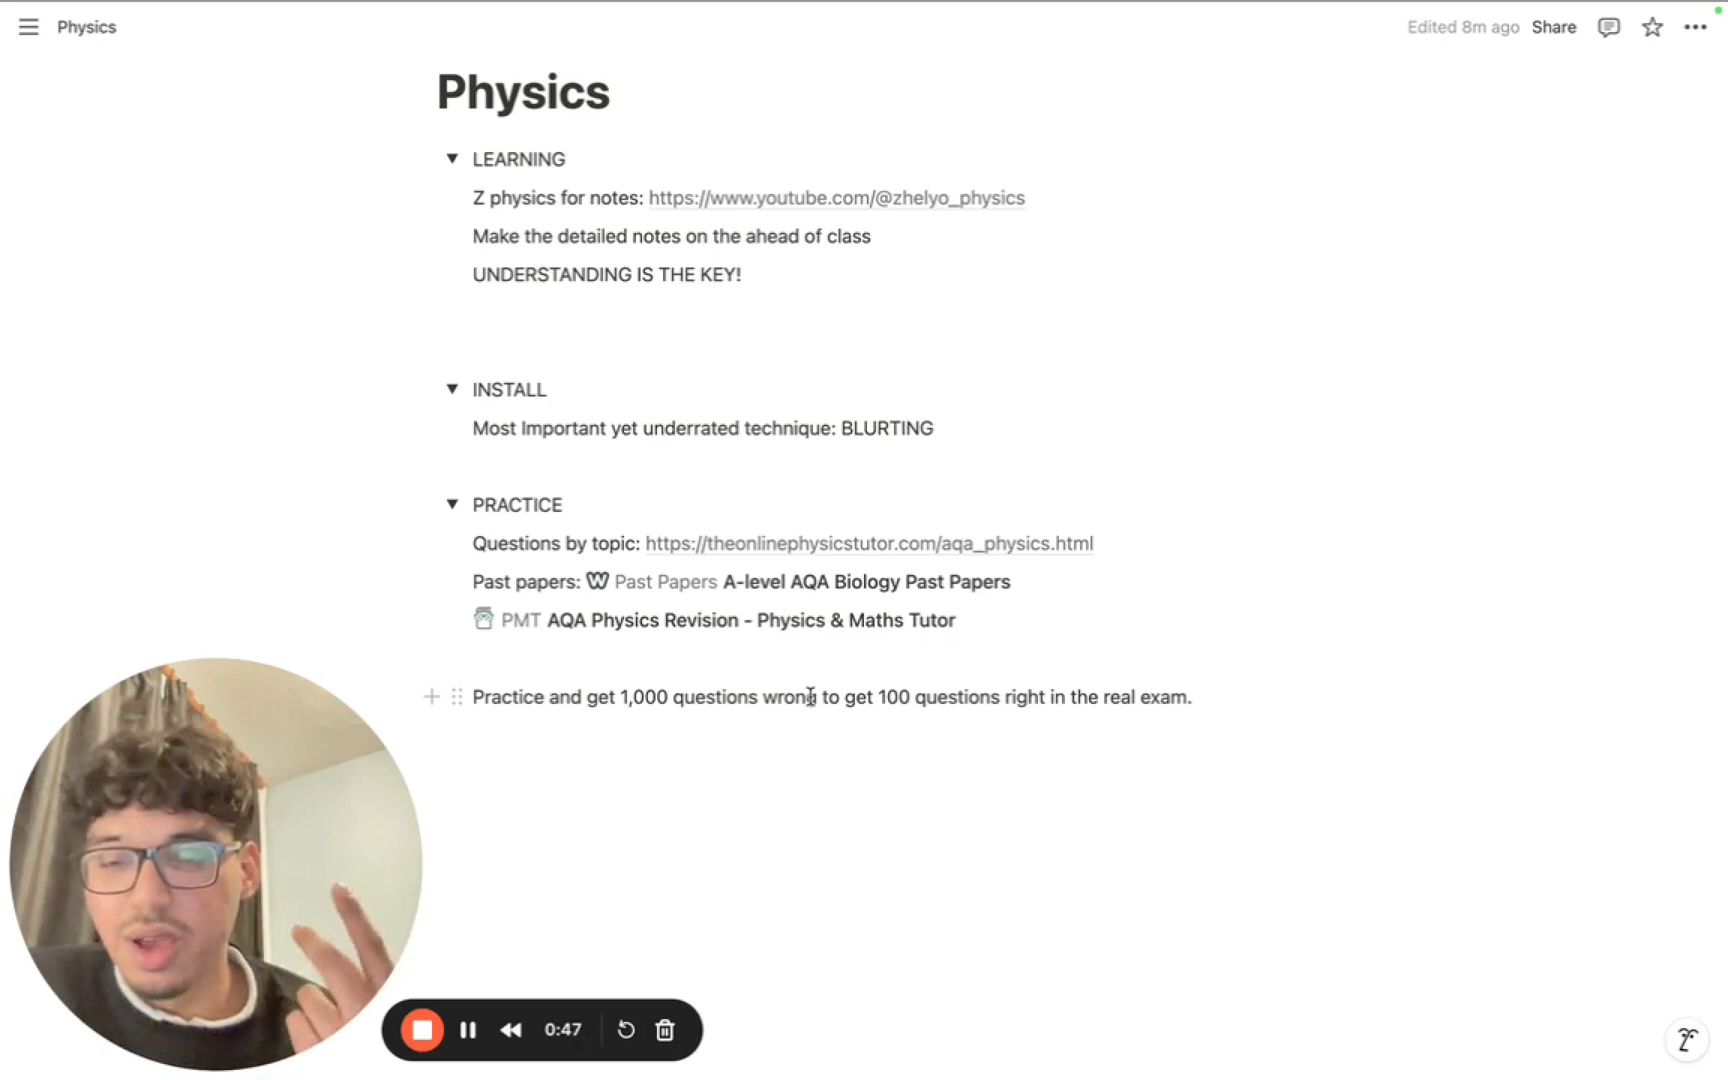 Physics
Edited 8m ago Share
Physics
LEARNING
Z physics for notes: https://www.youtube.com/@zhelyo_physics
Make the detailed notes on the ahead of class
UNDERSTANDING IS THE KEY!
INSTALL
Most Important yet underrated technique: BLURTING
PRACTICE
Questions by topic: https://theonlinephysicstutor.com/aqa_physics.html
Past papers: Past Papers A-level AQA Biology Past Papers
PMT AQA Physics Revision - Physics & Maths Tutor
Practice and get 1,000 questions wrong to get 100 questions right in the real exam.
0:47